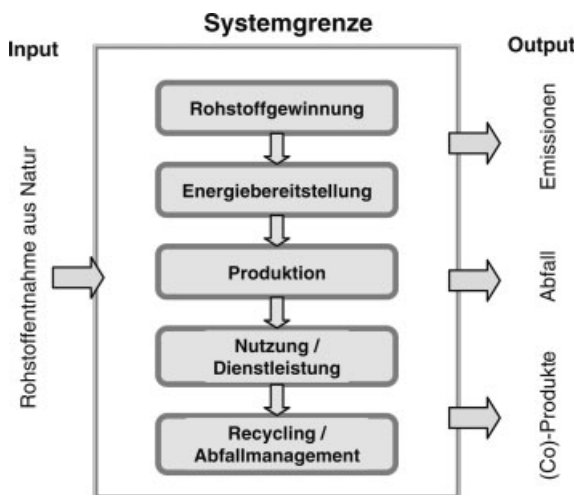 Systemgrenze
Input
Output
Rohstoffentnahme aus Natur
Rohstoffgewinnung
Energiebereitstellung
Produktion
Nutzung /
Dienstleistung
Recycling /
Abfallmanagement
Emissionen
Abfall
(Co)-Produkte